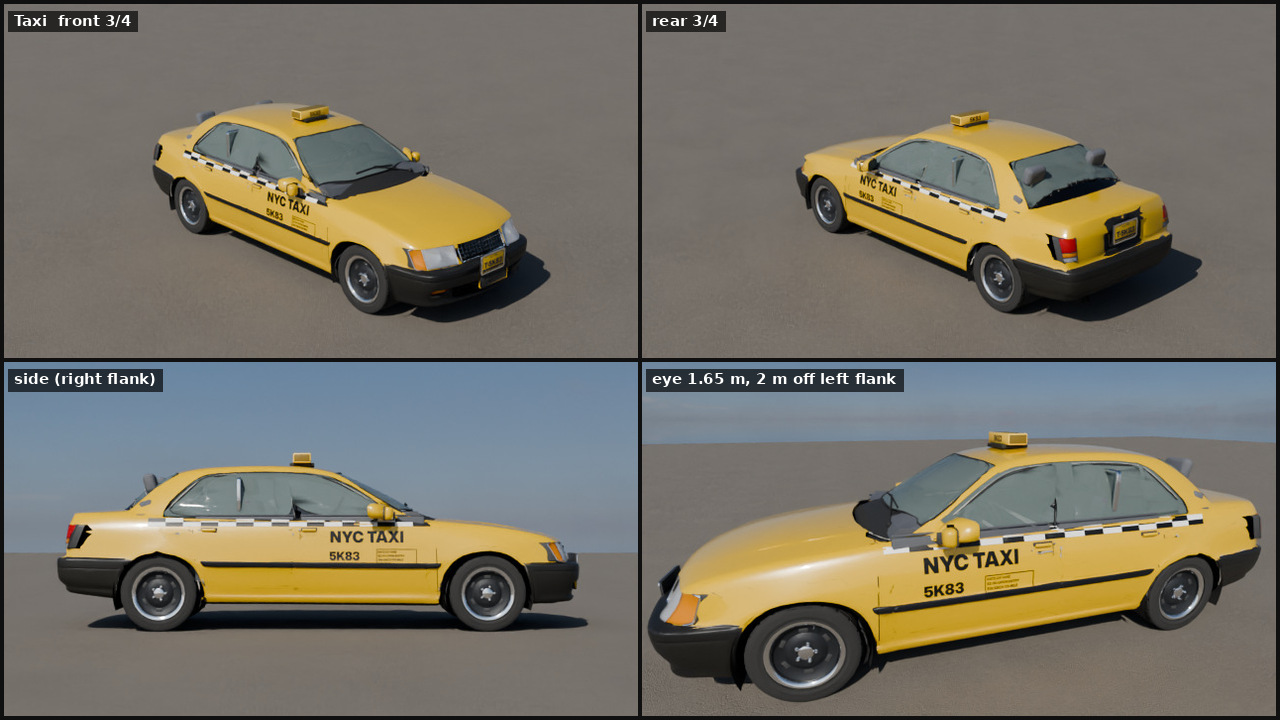 Taxi front 3/4
NYC TAXI
5K83
rear 3/4
5K83
NYC TAXI
5K83
side (right flank)
NYC TAXI
5K83
eye 1.65 m, 2 m off left flank
NYC TAXI
5K83